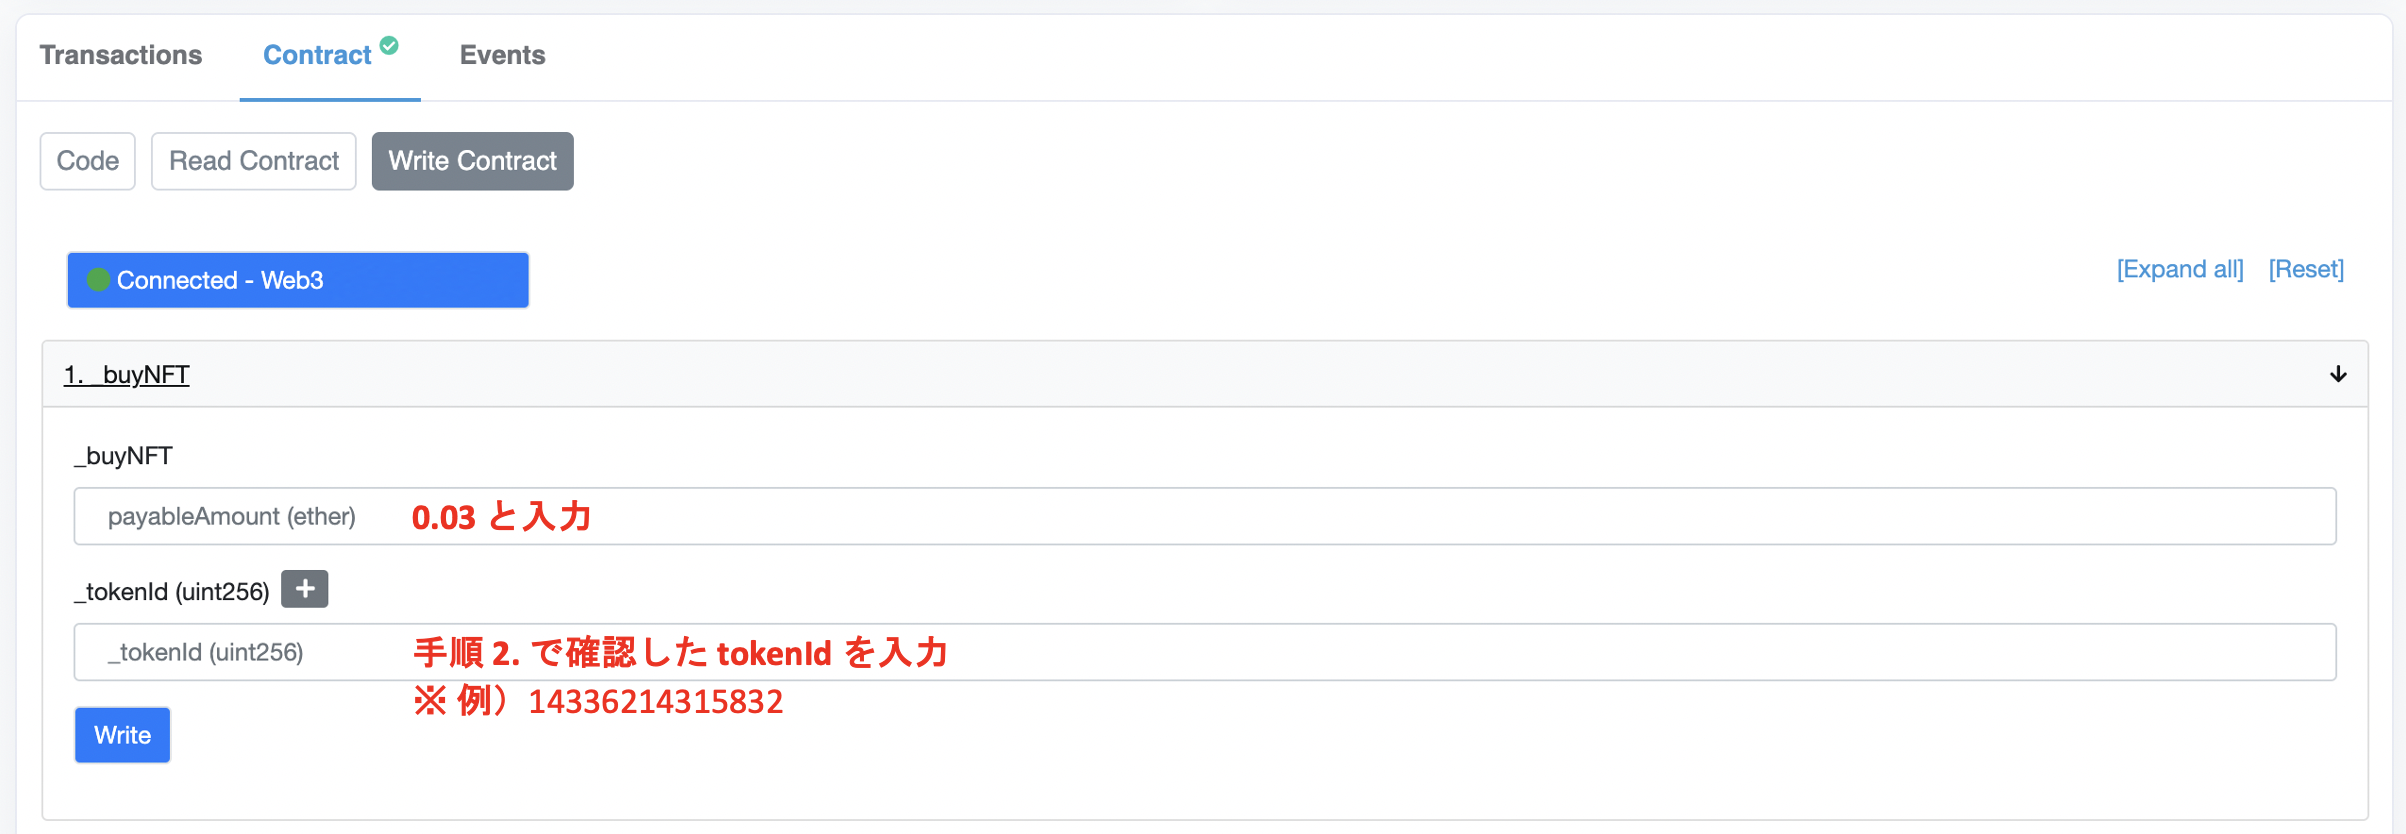 Transactions Contract Events
Code Read Contract Write Contract
Connected - Web3 [Expand all] [Reset]
1. _buyNFT
_buyNFT
payableAmount (ether) 0.03 と入力
_tokenId (uint256) +
_tokenId (uint256) 手順 2. で確認した tokenId を入力
※ 例）14336214315832
Write